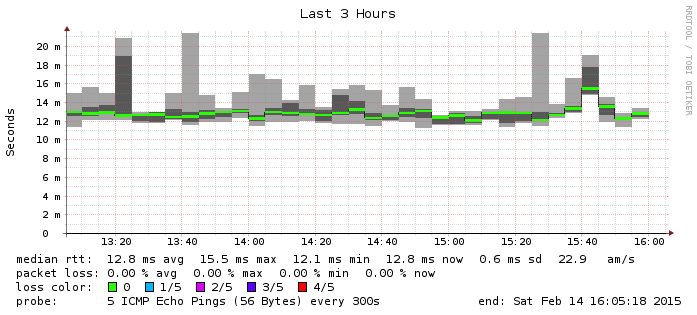 Last 3 Hours
RRDTOOL / TOBI OETIKER
Seconds
20 m
18 m
16 m
14 m
12 m
10 m
8 m
6 m
4 m
2 m
0
13:20 13:40 14:00 14:20 14:40 15:00 15:20 15:40 16:00
median rtt: 12.8 ms avg 15.5 ms max 12.1 ms min 12.8 ms now 0.6 ms sd 22.9 am/s
packet loss: 0.00 % avg 0.00 % max 0.00 % min 0.00 % now
loss color: 0 1/5 2/5 3/5 4/5
probe: 5 ICMP Echo Pings (56 Bytes) every 300s end: Sat Feb 14 16:05:18 2015